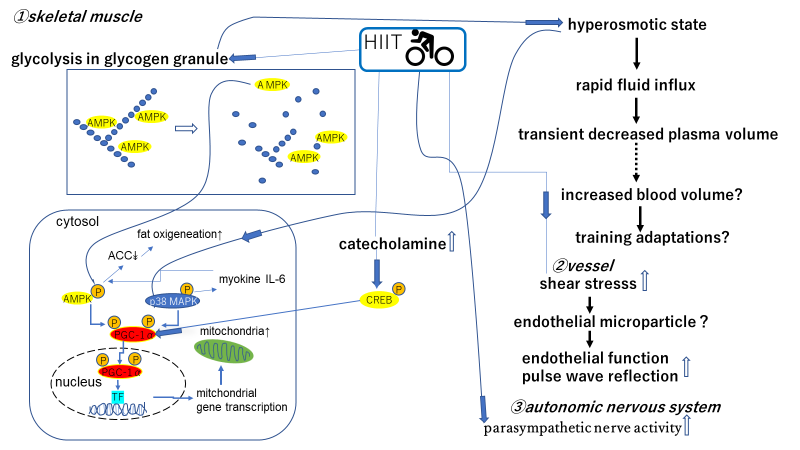 ①skeletal muscle
glycolysis in glycogen granule
HIIT
hyperosmotic state
rapid fluid influx
transient decreased plasma volume
increased blood volume?
training adaptations?
AMPK
AMPK
AMPK
AMPK
AMPK
AMPK
cytosol
fat oxigeneation↑
ACC↓
myokine IL-6
AMPK
P
P
p38 MAPK
P
P
PGC-1α
mitochondria↑
P
P
PGC-1α
nucleus
TF
mitchondrial
gene transcription
catecholamine
P
CREB
②vessel
shear stresss
endothelial microparticle？
endothelial function
pulse wave reflection
③autonomic nervous system
parasympathetic nerve activity